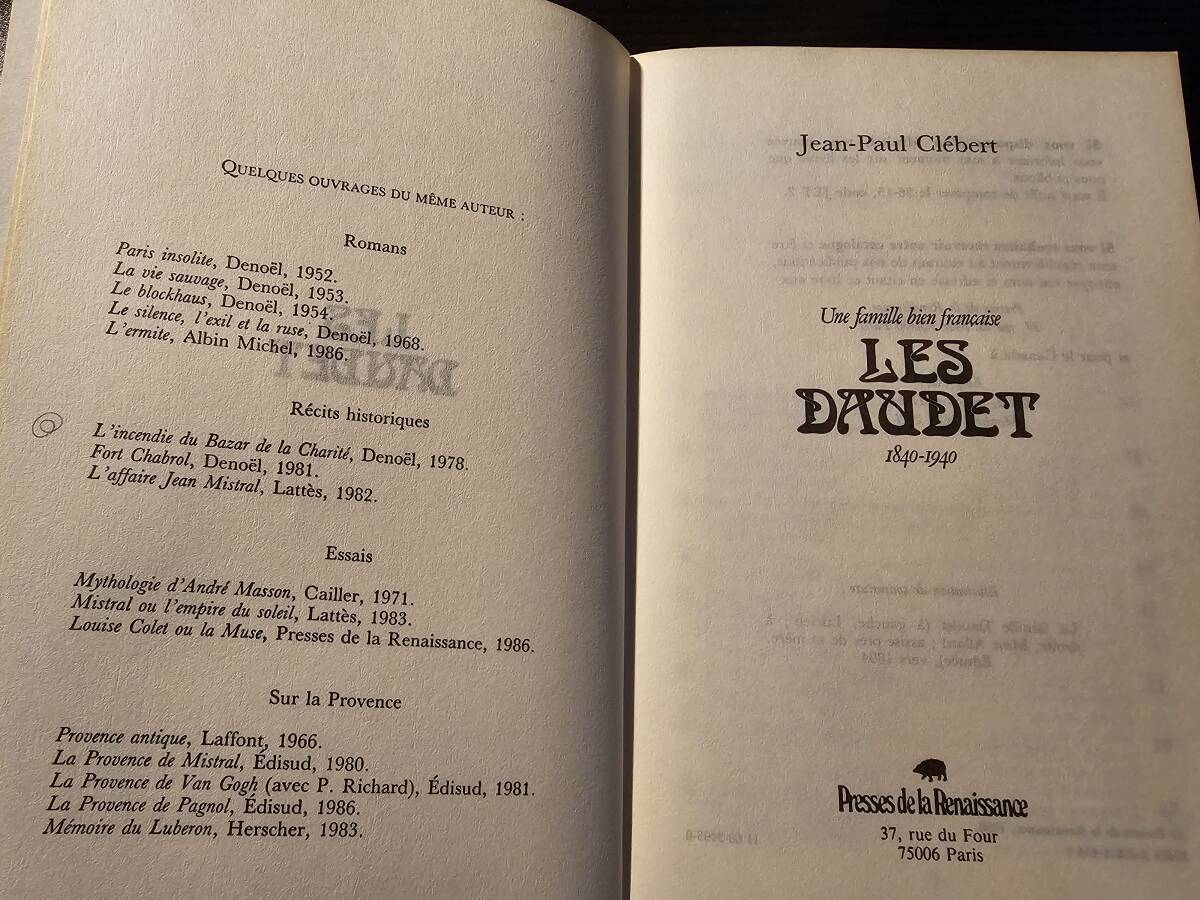 QUELQUES OUVRAGES DU MÊME AUTEUR :
Romans
Paris insolite, Denoël, 1952.
La vie sauvage, Denoël, 1953.
Le blockhaus, Denoël, 1954.
Le silence, l'exil et la ruse, Denoël, 1968.
L'ermite, Albin Michel, 1986.
Récits historiques
L'incendie du Bazar de la Charité, Denoël, 1978.
Fort Chabrol, Denoël, 1981.
L'affaire Jean Mistral, Lattès, 1982.
Essais
Mythologie d'André Masson, Cailler, 1971.
Mistral ou l'empire du soleil, Lattès, 1983.
Louise Colet ou la Muse, Presses de la Renaissance, 1986.
Sur la Provence
Provence antique, Laffont, 1966.
La Provence de Mistral, Édisud, 1980.
La Provence de Van Gogh (avec P. Richard), Édisud, 1981.
La Provence de Pagnol, Édisud, 1986.
Mémoire du Luberon, Herscher, 1983.
Jean-Paul Clébert
Une famille bien française
LES
DAUDET
1840-1940
Presses de la Renaissance
37, rue du Four
75006 Paris